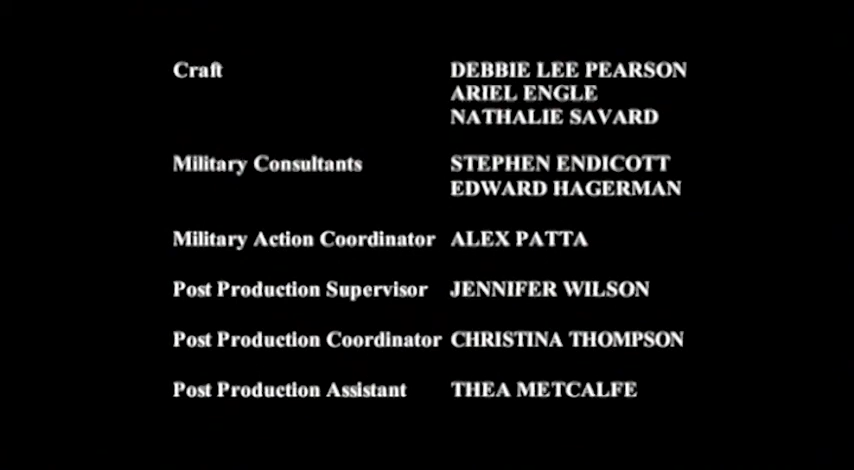 Craft DEBBIE LEE PEARSON
ARIEL ENGLE
NATHALIE SAVARD
Military Consultants STEPHEN ENDICOTT
EDWARD HAGERMAN
Military Action Coordinator ALEX PATTA
Post Production Supervisor JENNIFER WILSON
Post Production Coordinator CHRISTINA THOMPSON
Post Production Assistant THEA METCALFE